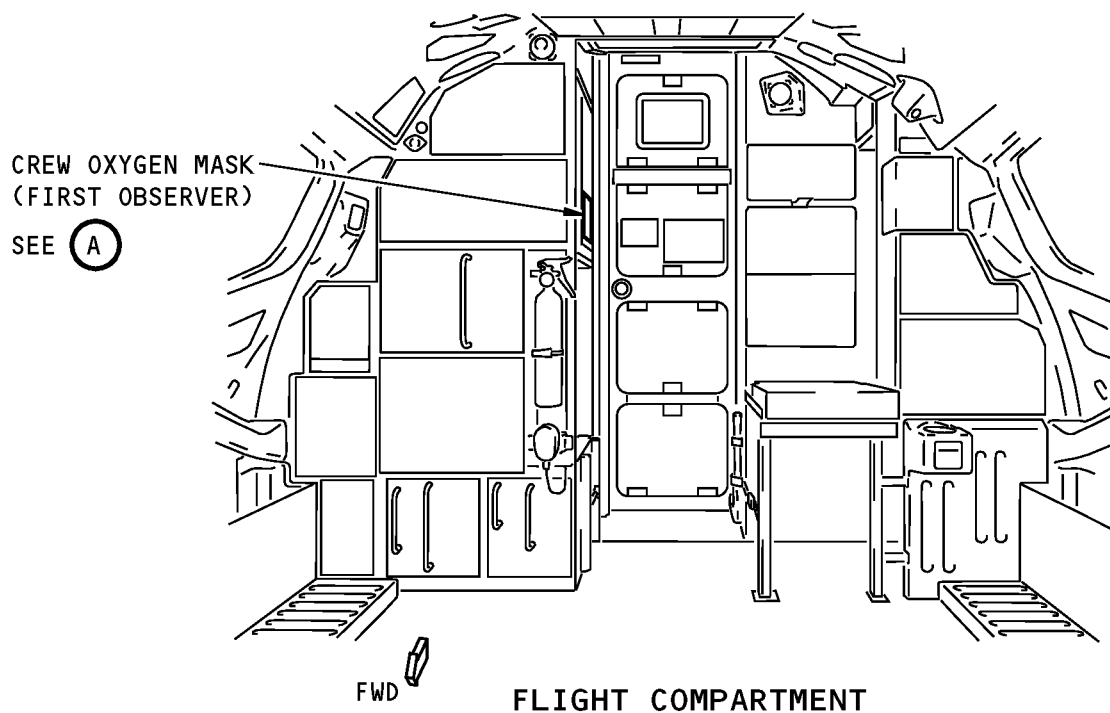 CREW OXYGEN MASK
(FIRST OBSERVER)
SEE A
FWD
FLIGHT COMPARTMENT